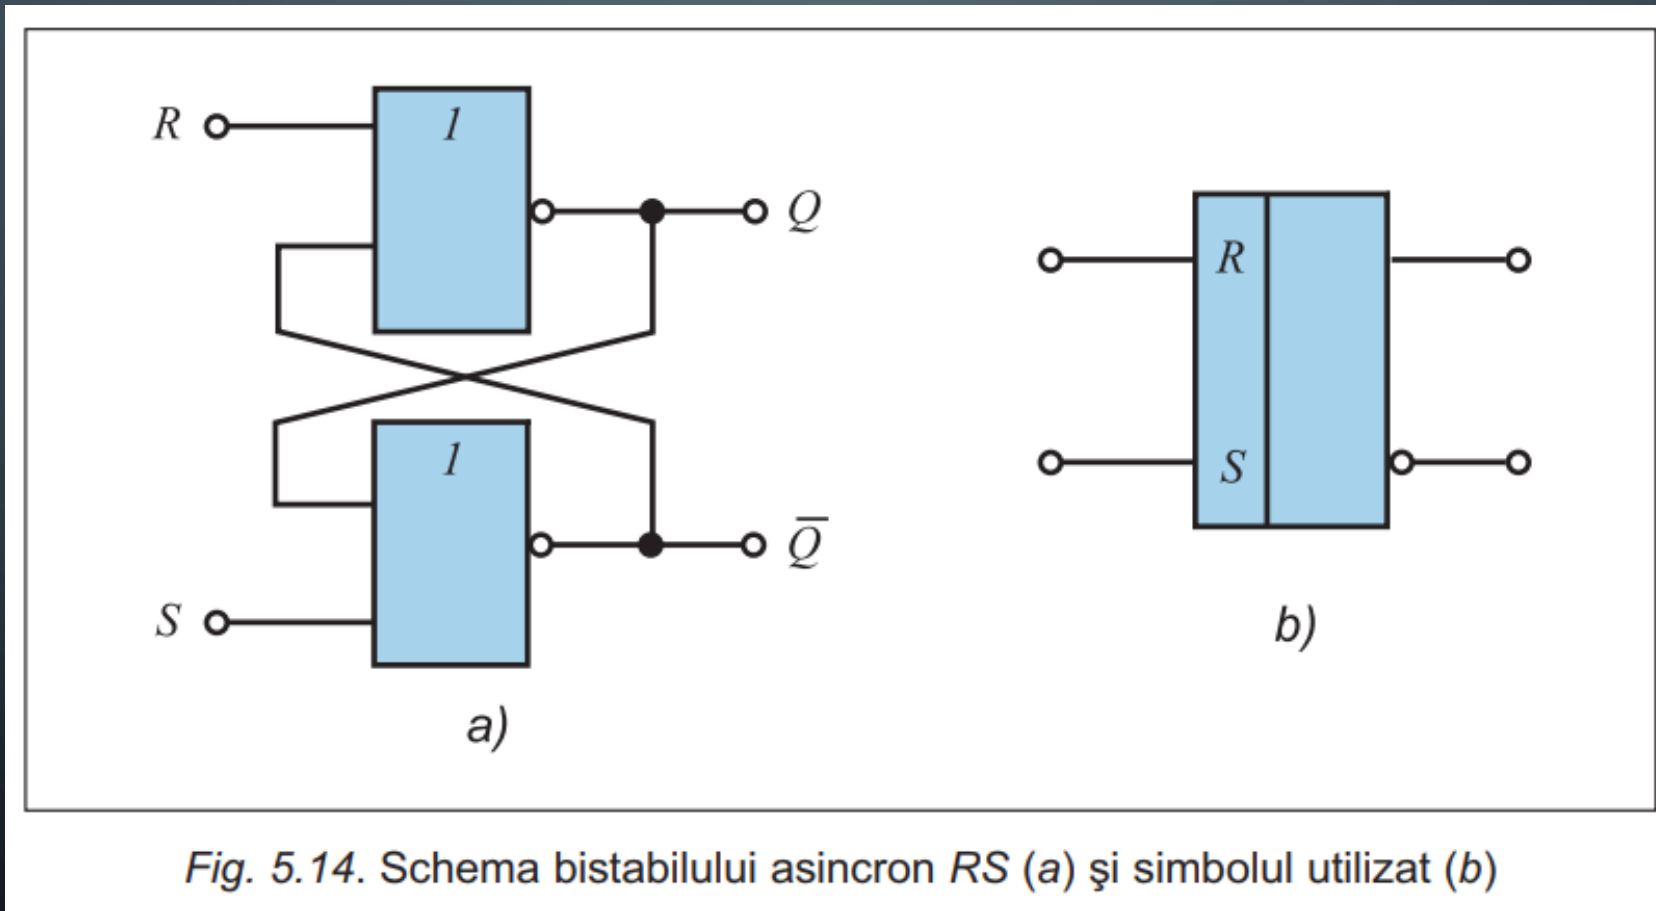 R
1
Q
R
1
S
Q̅
S
b)
a)
Fig. 5.14. Schema bistabilului asincron RS (a) şi simbolul utilizat (b)